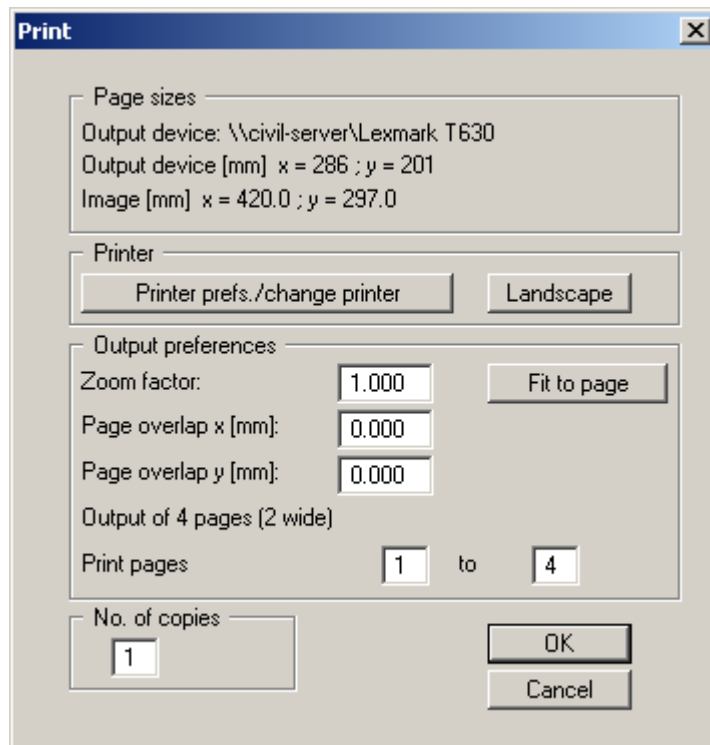 Print
Page sizes
Output device: \\civil-server\Lexmark T630
Output device [mm] x = 286 ; y = 201
Image [mm] x = 420.0 ; y = 297.0
Printer
Printer prefs./change printer
Landscape
Output preferences
Zoom factor: 1.000 Fit to page
Page overlap x [mm]: 0.000
Page overlap y [mm]: 0.000
Output of 4 pages (2 wide)
Print pages 1 to 4
No. of copies
1
OK
Cancel